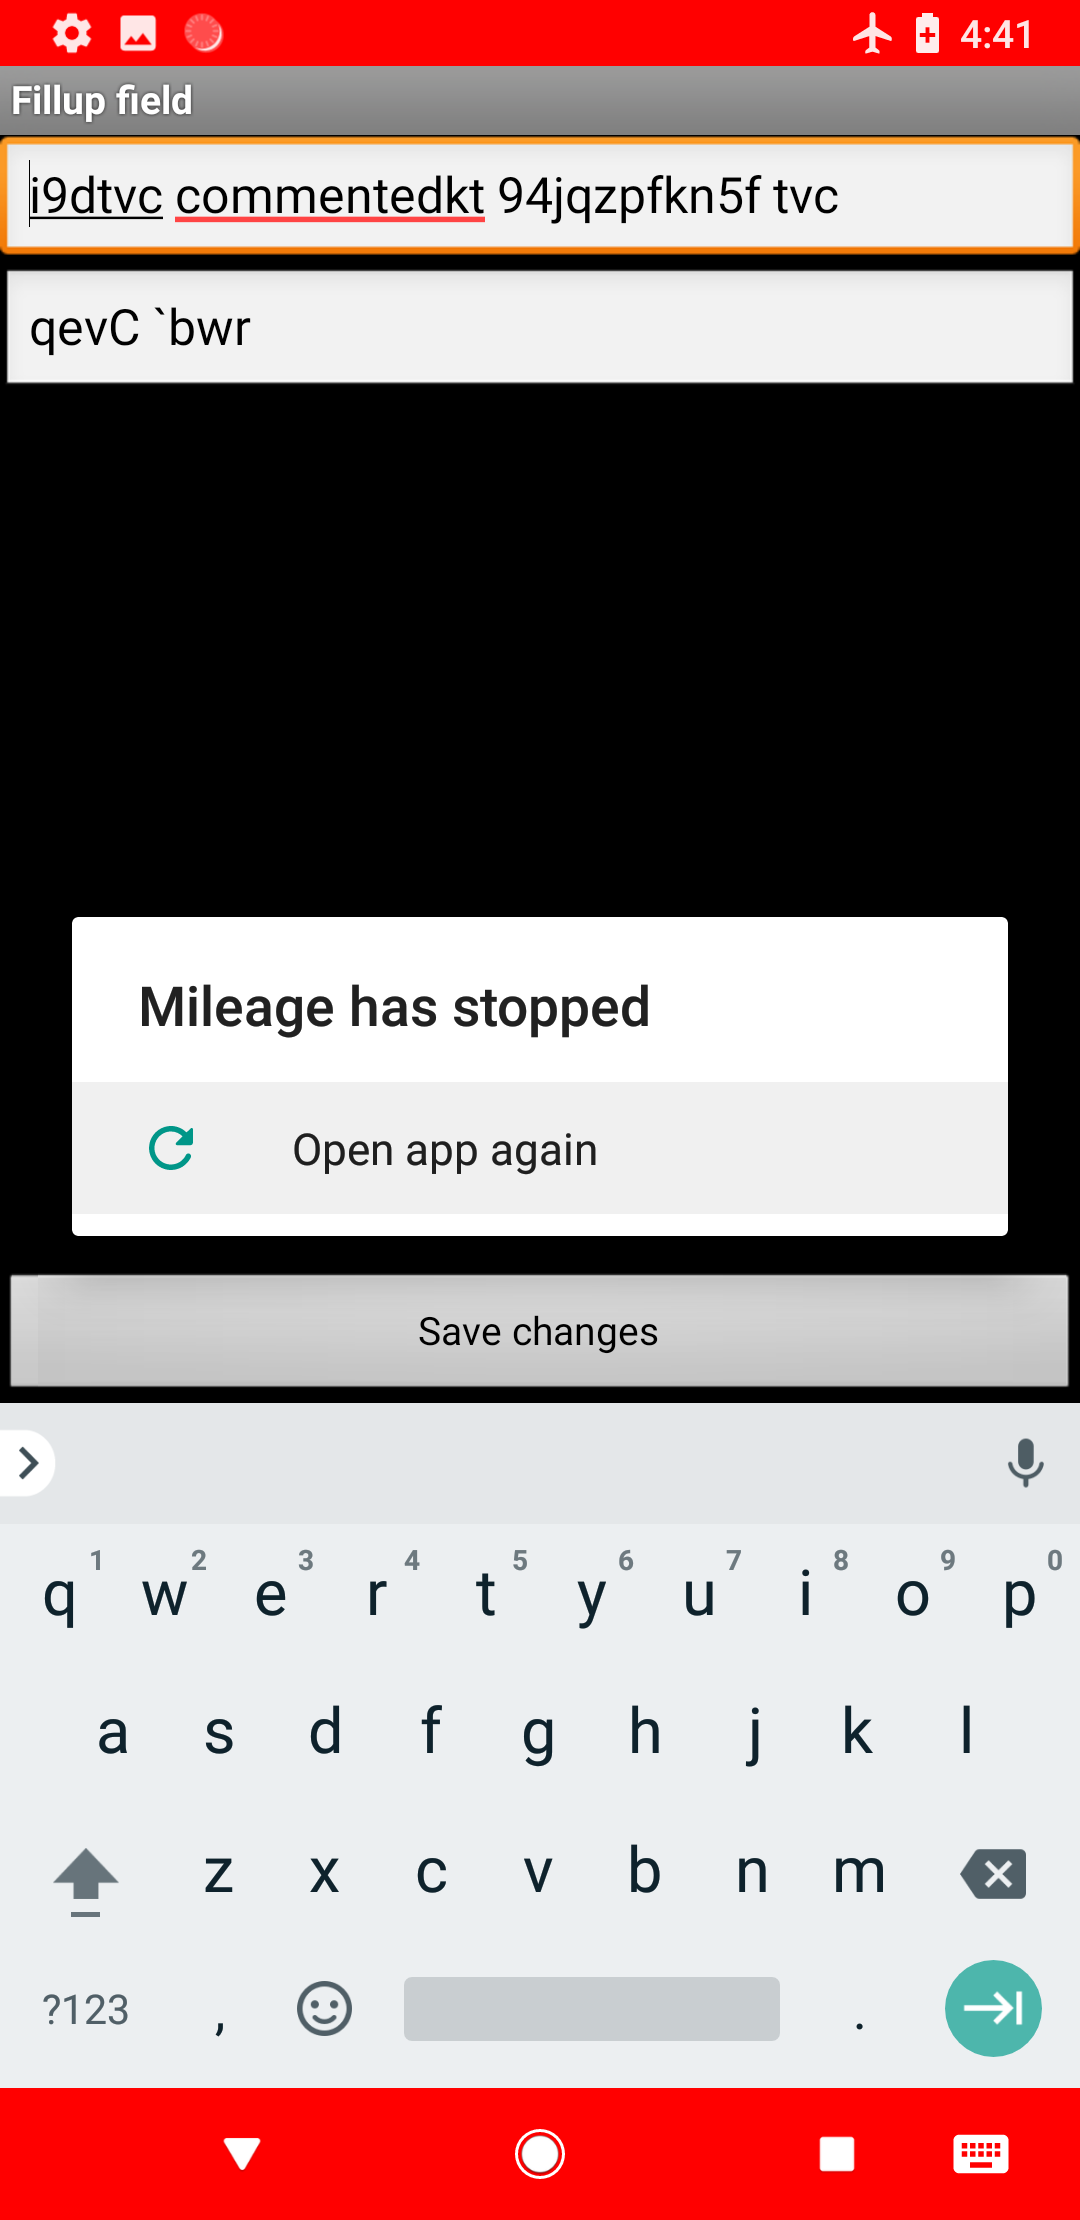 4:41
Fillup field
i9dtvc commentedkt 94jqzpfkn5f tvc
qevC `bwr
Mileage has stopped
Open app again
Save changes
1 2 3 4 5 6 7 8 9 0
q w e r t y u i o p
a s d f g h j k l
z x c v b n m
?123 , .